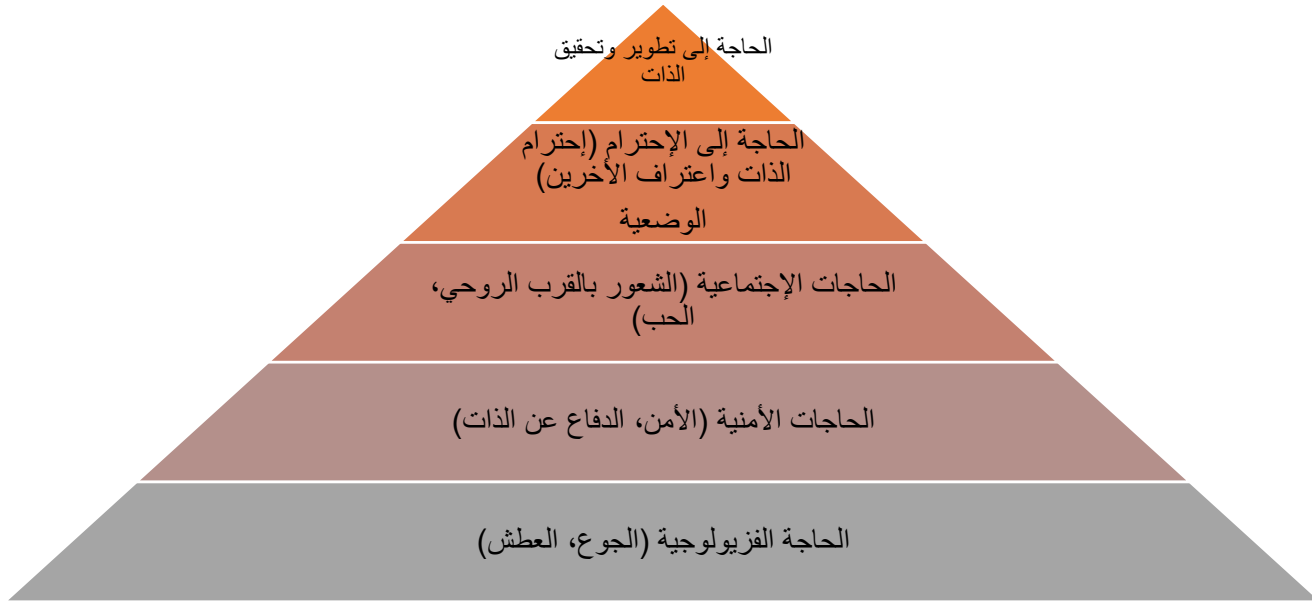 الحاجة إلى تطوير وتحقيق
الذات
الحاجة إلى الإحترام (إحترام
الذات واعتراف الأخرين)
الوضعية
الحاجات الإجتماعية (الشعور بالقرب الروحي،
الحب)
الحاجات الأمنية (الأمن، الدفاع عن الذات)
الحاجة الفزيولوجية (الجوع، العطش)